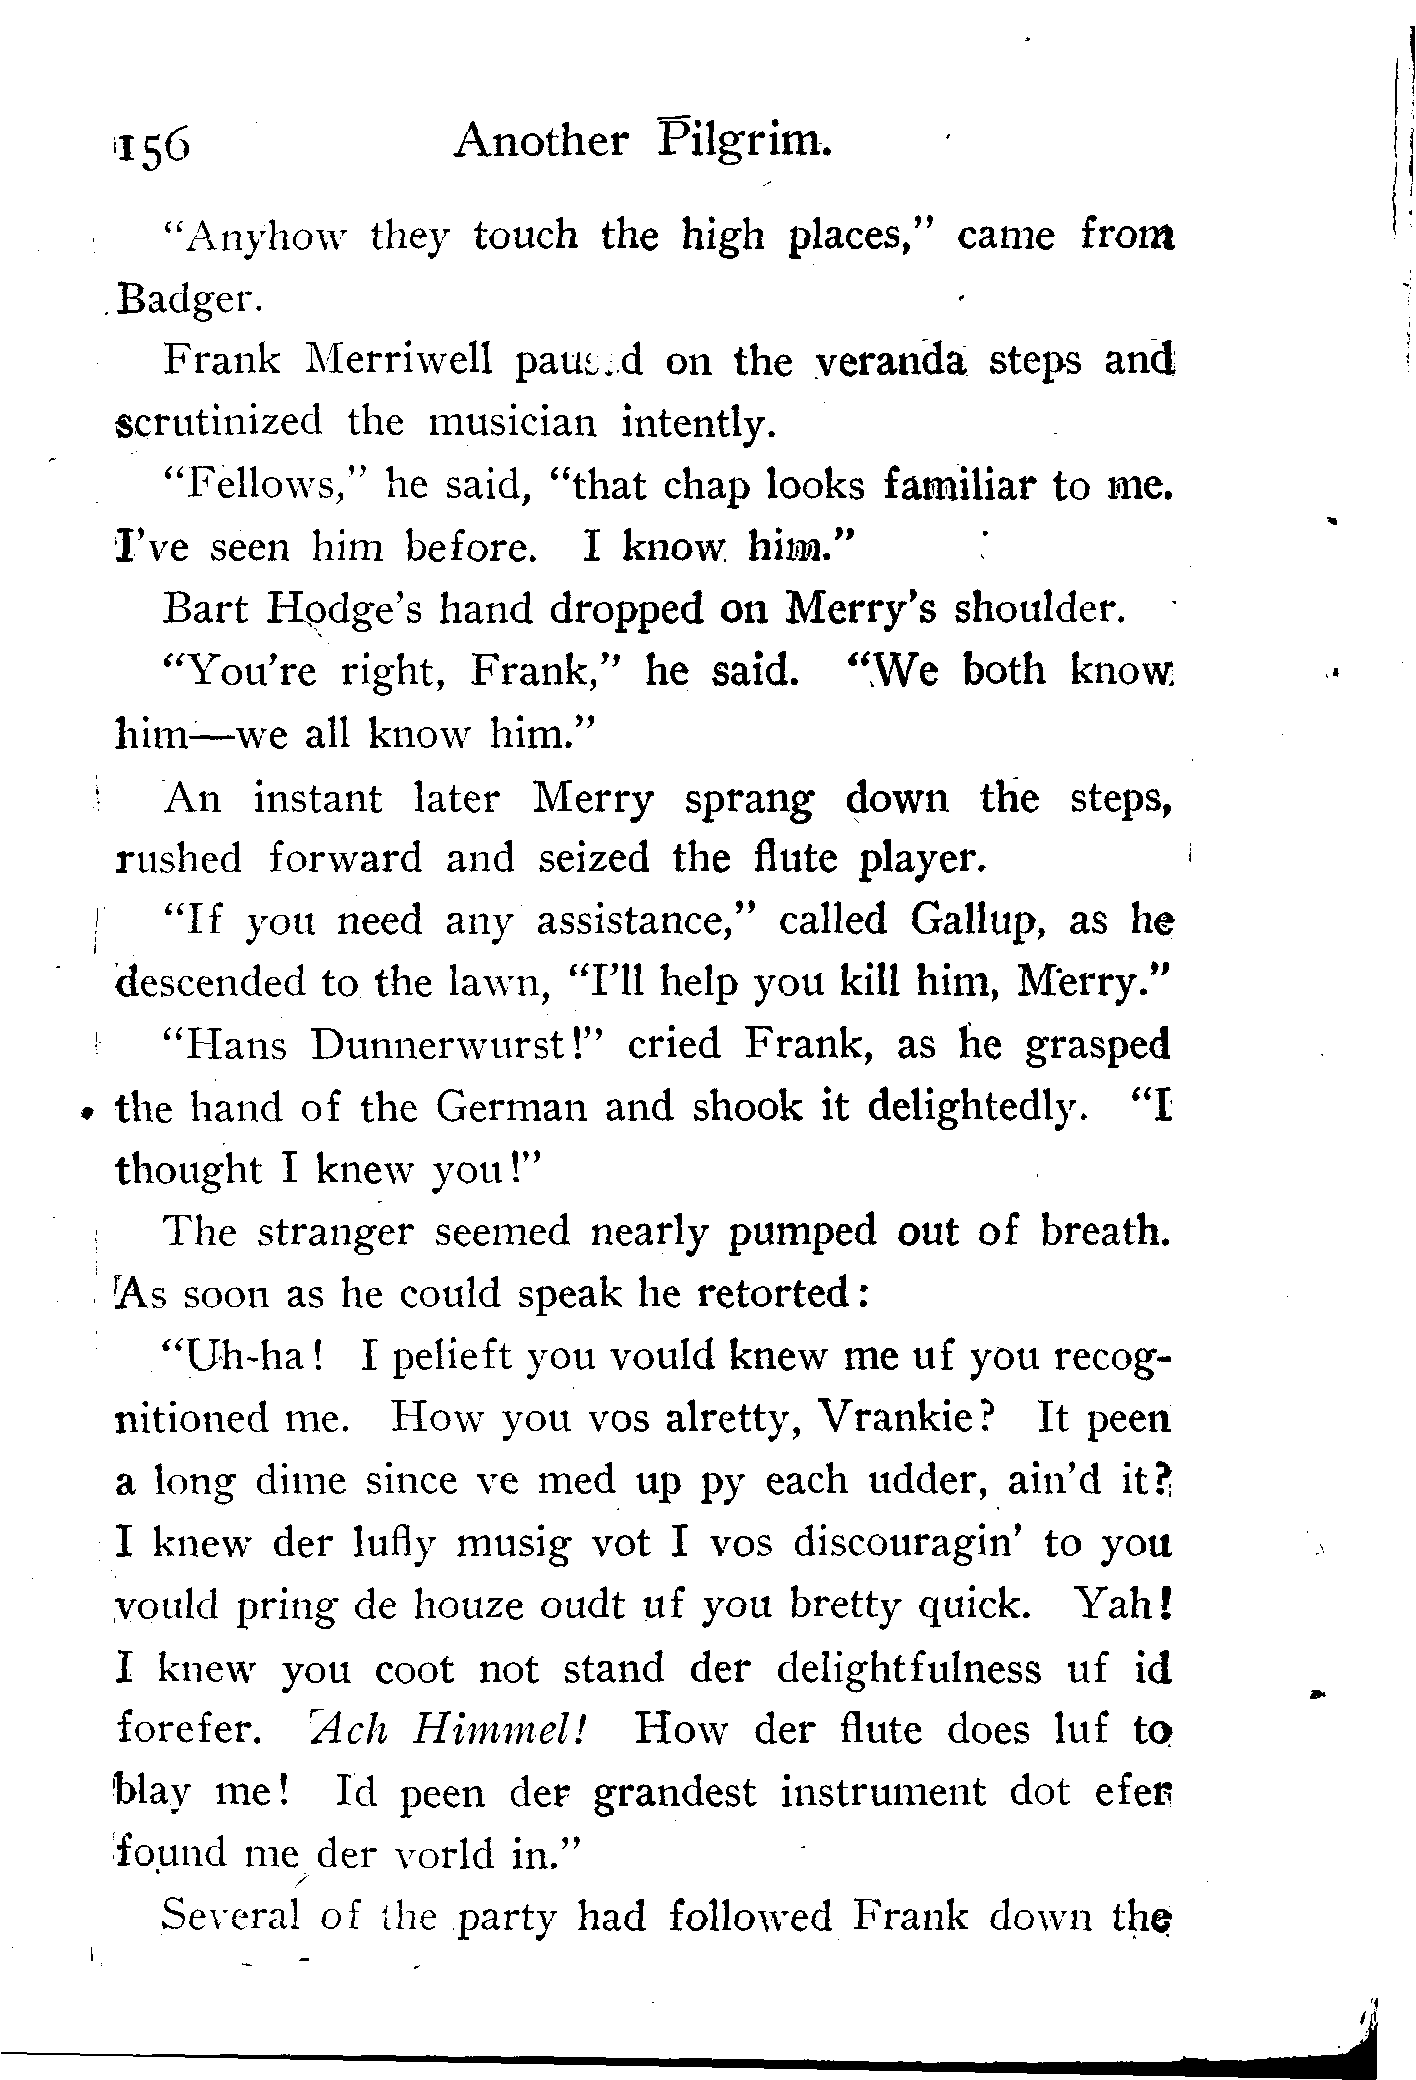 156 Another Pilgrim.
"Anyhow they touch the high places," came from
Badger.
Frank Merriwell paused on the veranda steps and
scrutinized the musician intently.
"Fellows," he said, "that chap looks familiar to me.
I've seen him before. I know him."
Bart Hodge's hand dropped on Merry's shoulder.
"You're right, Frank," he said. "We both know
him—we all know him."
An instant later Merry sprang down the steps,
rushed forward and seized the flute player.
"If you need any assistance," called Gallup, as he
descended to the lawn, "I'll help you kill him, Merry."
"Hans Dunnerwurst!" cried Frank, as he grasped
the hand of the German and shook it delightedly. "I
thought I knew you!"
The stranger seemed nearly pumped out of breath.
As soon as he could speak he retorted:
"Uh-ha! I pelieft you vould knew me uf you recog-
nitioned me. How you vos alretty, Vrankie? It peen
a long dime since ve med up py each udder, ain'd it?
I knew der lufly musig vot I vos discouragin' to you
vould pring de houze oudt uf you bretty quick. Yah!
I knew you coot not stand der delightfulness uf id
forefer. Ach Himmel! How der flute does luf to
blay me! Id peen der grandest instrument dot efer
found me der vorld in."
Several of the party had followed Frank down the